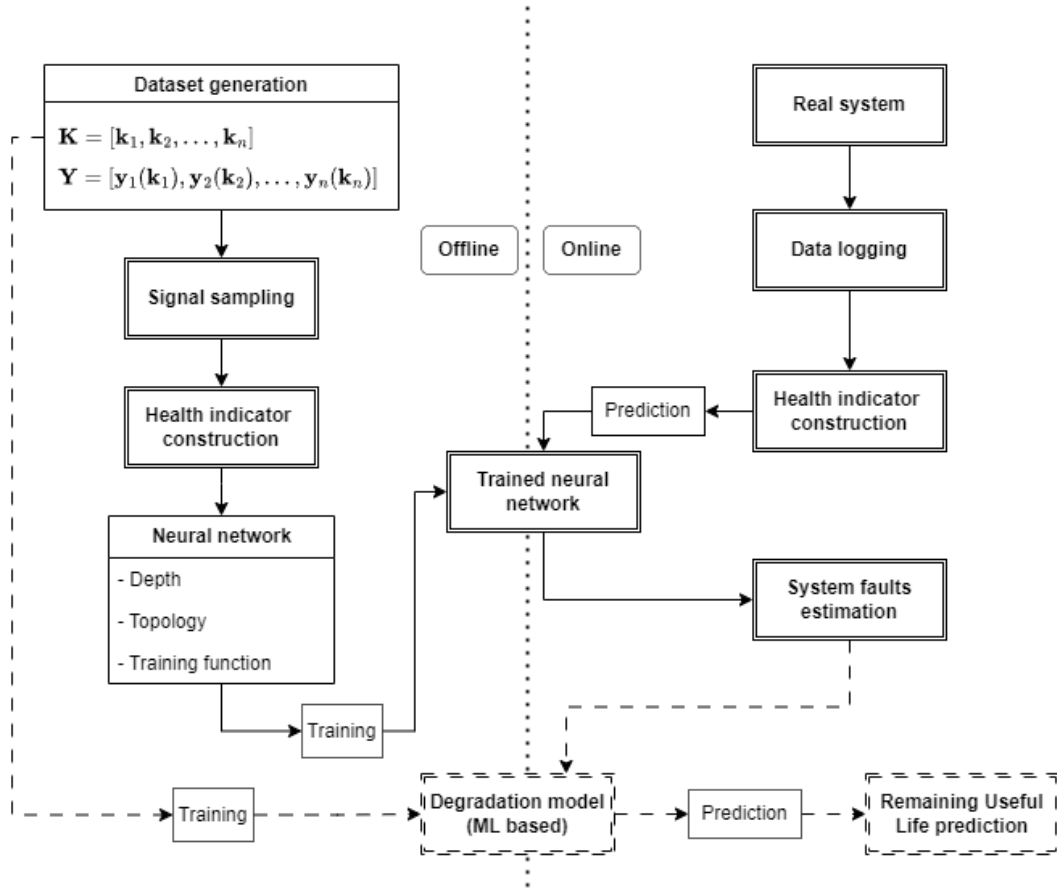 Dataset generation
𝐊 = [𝐤₁, 𝐤₂, . . . , 𝐤ₙ]
𝐘 = [𝐲₁(𝐤₁), 𝐲₂(𝐤₂), . . . , 𝐲ₙ(𝐤ₙ)]
Signal sampling
Health indicator
construction
Neural network
- Depth
- Topology
- Training function
Training
Training
Offline
Online
Real system
Data logging
Health indicator
construction
Prediction
Trained neural
network
System faults
estimation
Degradation model
(ML based)
Prediction
Remaining Useful
Life prediction